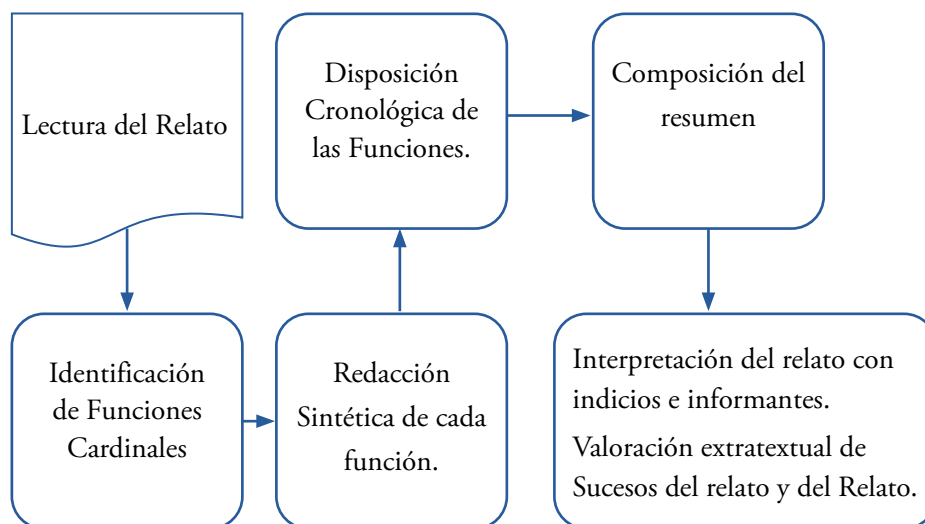 Lectura del Relato
Identificación
de Funciones
Cardinales
Redacción
Sintética de cada
función.
Disposición
Cronológica de
las Funciones.
Composición del
resumen
Interpretación del relato con
indicios e informantes.
Valoración extratextual de
Sucesos del relato y del Relato.